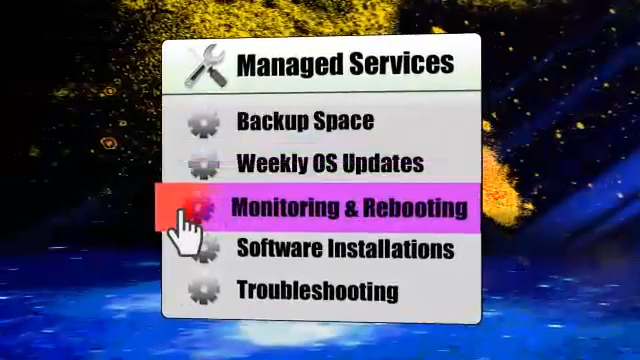 Managed Services
Backup Space
Weekly OS Updates
Monitoring & Rebooting
Software Installations
Troubleshooting